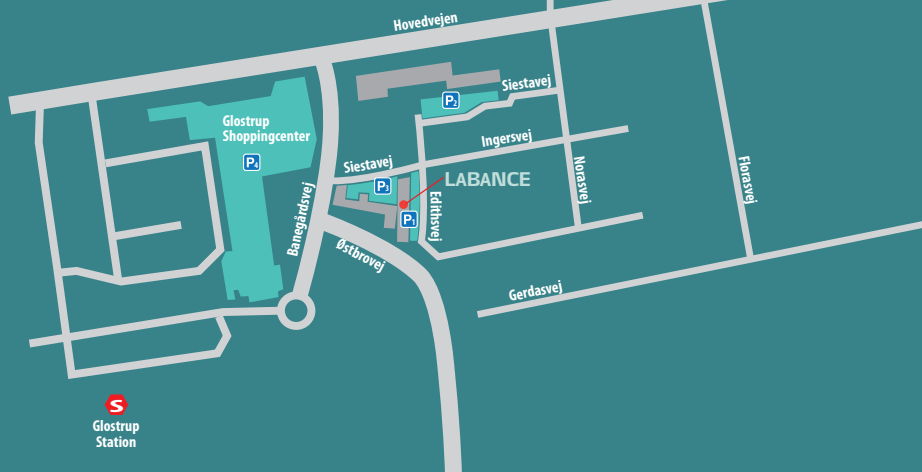 Hovedvejen
P2
Siestavej
Glostrup
Shoppingcenter
P4
Ingersvej
Siestavej
P3
LABANCE
P1
Edithsvej
Norasvej
Florasvej
Banegårdsvej
Østbrovej
Gerdasvej
S
Glostrup
Station